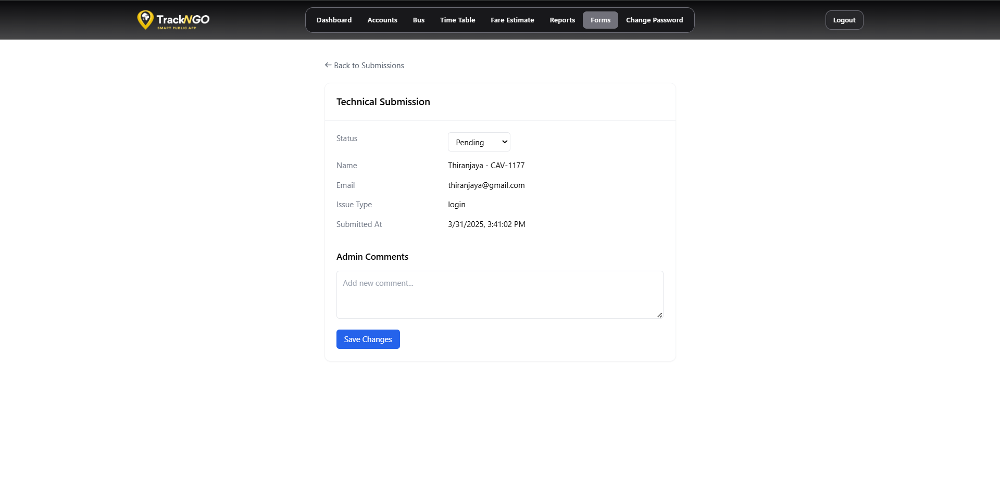 TrackNGO
SMART PUBLIC APP
Dashboard Accounts Bus Time Table Fare Estimate Reports Forms Change Password
Logout
← Back to Submissions
Technical Submission
Status Pending
Name Thiranjaya - CAV-1177
Email thiranjaya@gmail.com
Issue Type login
Submitted At 3/31/2025, 3:41:02 PM
Admin Comments
Add new comment...
Save Changes